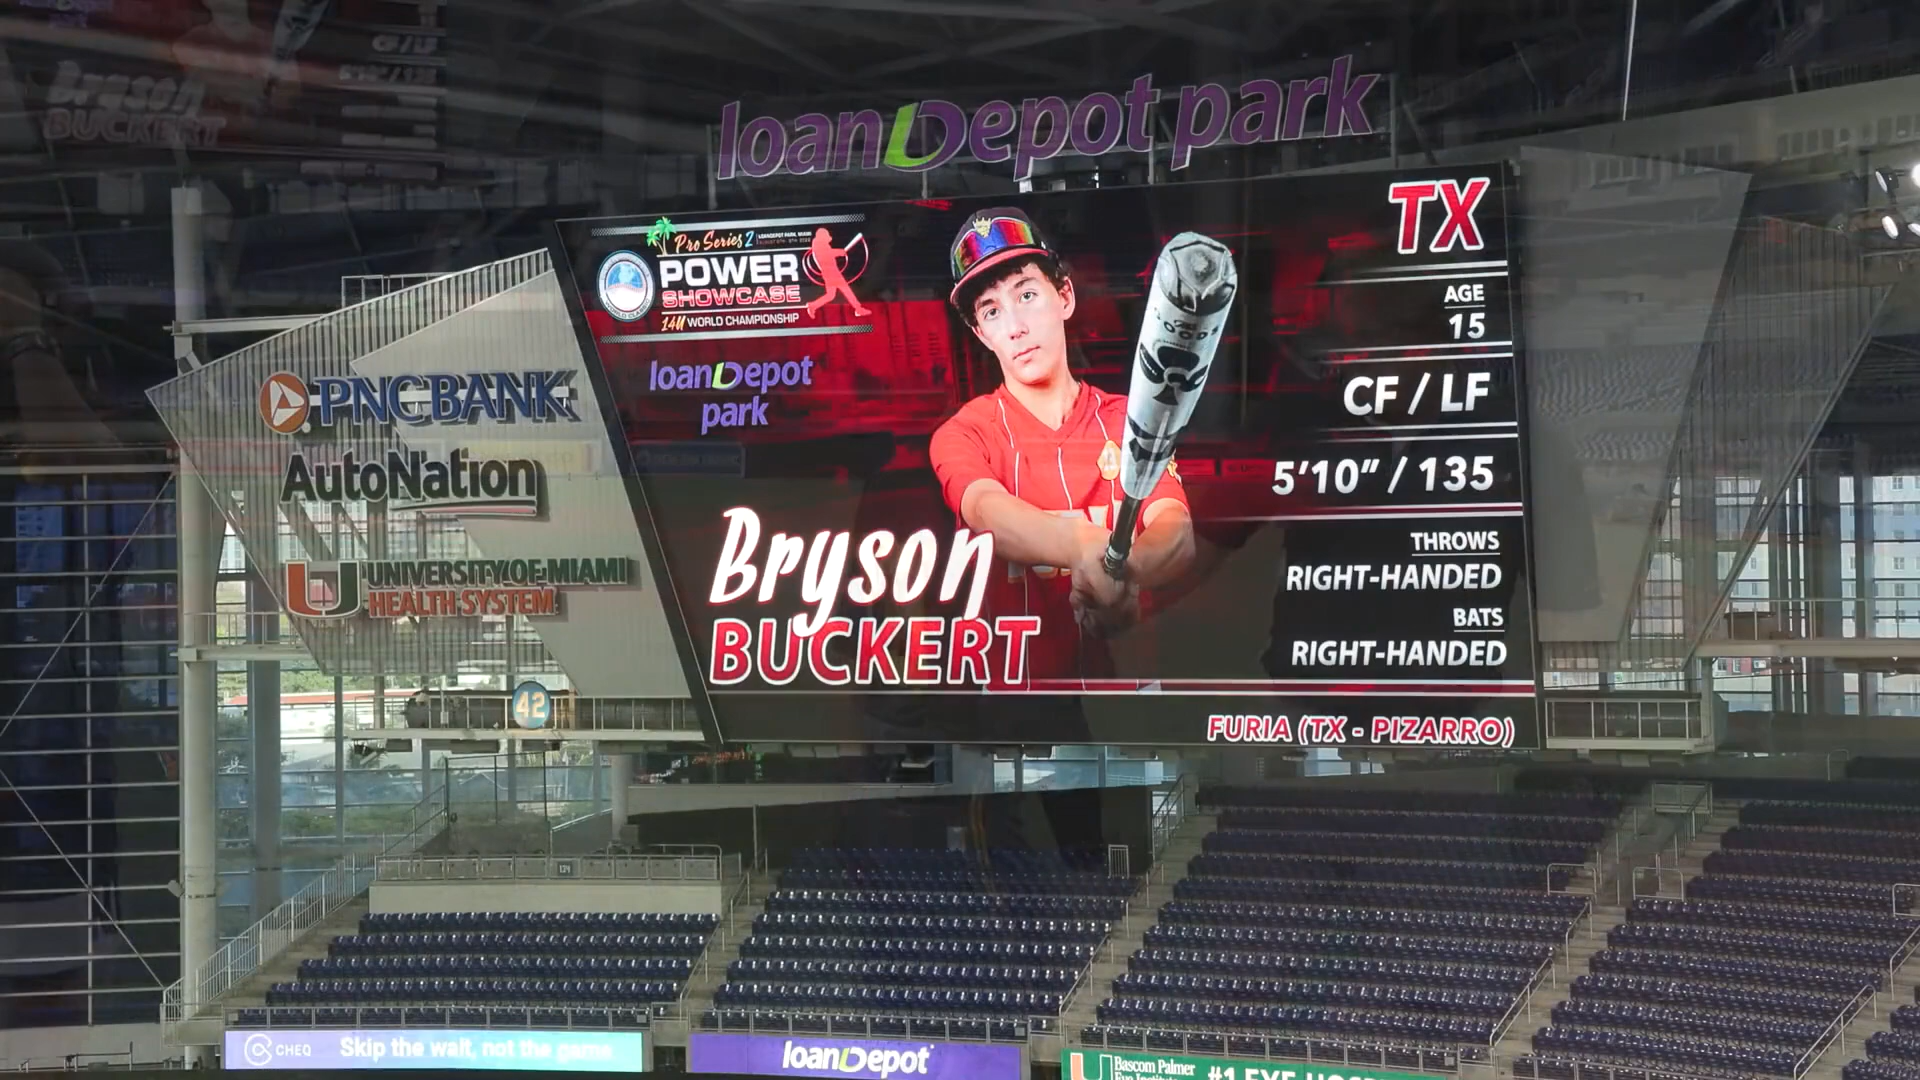 loanDepot park
TX
Pro Series 2
POWER
SHOWCASE
14U WORLD CHAMPIONSHIP
loanDepot
park
AGE
15
CF / LF
5'10" / 135
THROWS
RIGHT-HANDED
BATS
RIGHT-HANDED
Bryson
BUCKERT
FURIA (TX - PIZARRO)
Bryson
BUCKERT
PNC BANK
AutoNation
UNIVERSITY OF MIAMI
HEALTH SYSTEM
42
134
CHEQ Skip the wait, not the game
loanDepot
Bascom Palmer
#1 EYE